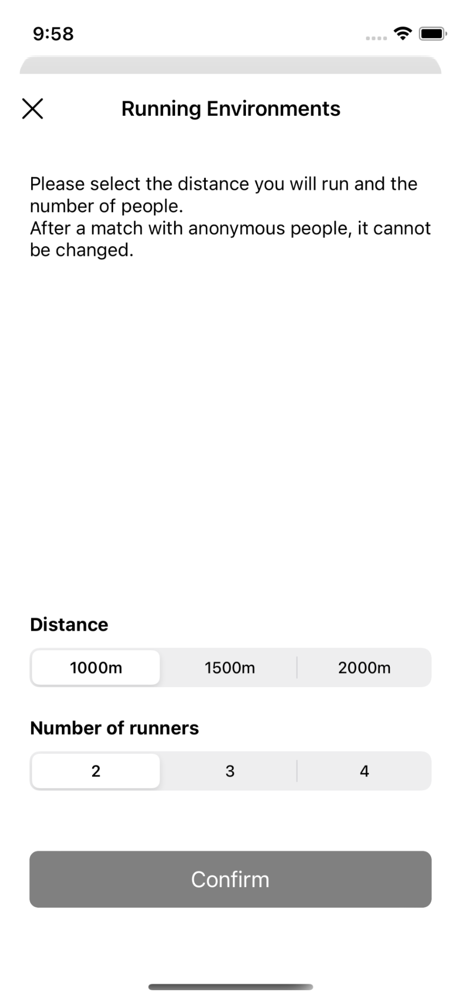 9:58
Running Environments
Please select the distance you will run and the
number of people.
After a match with anonymous people, it cannot
be changed.
Distance
1000m 1500m 2000m
Number of runners
2 3 4
Confirm